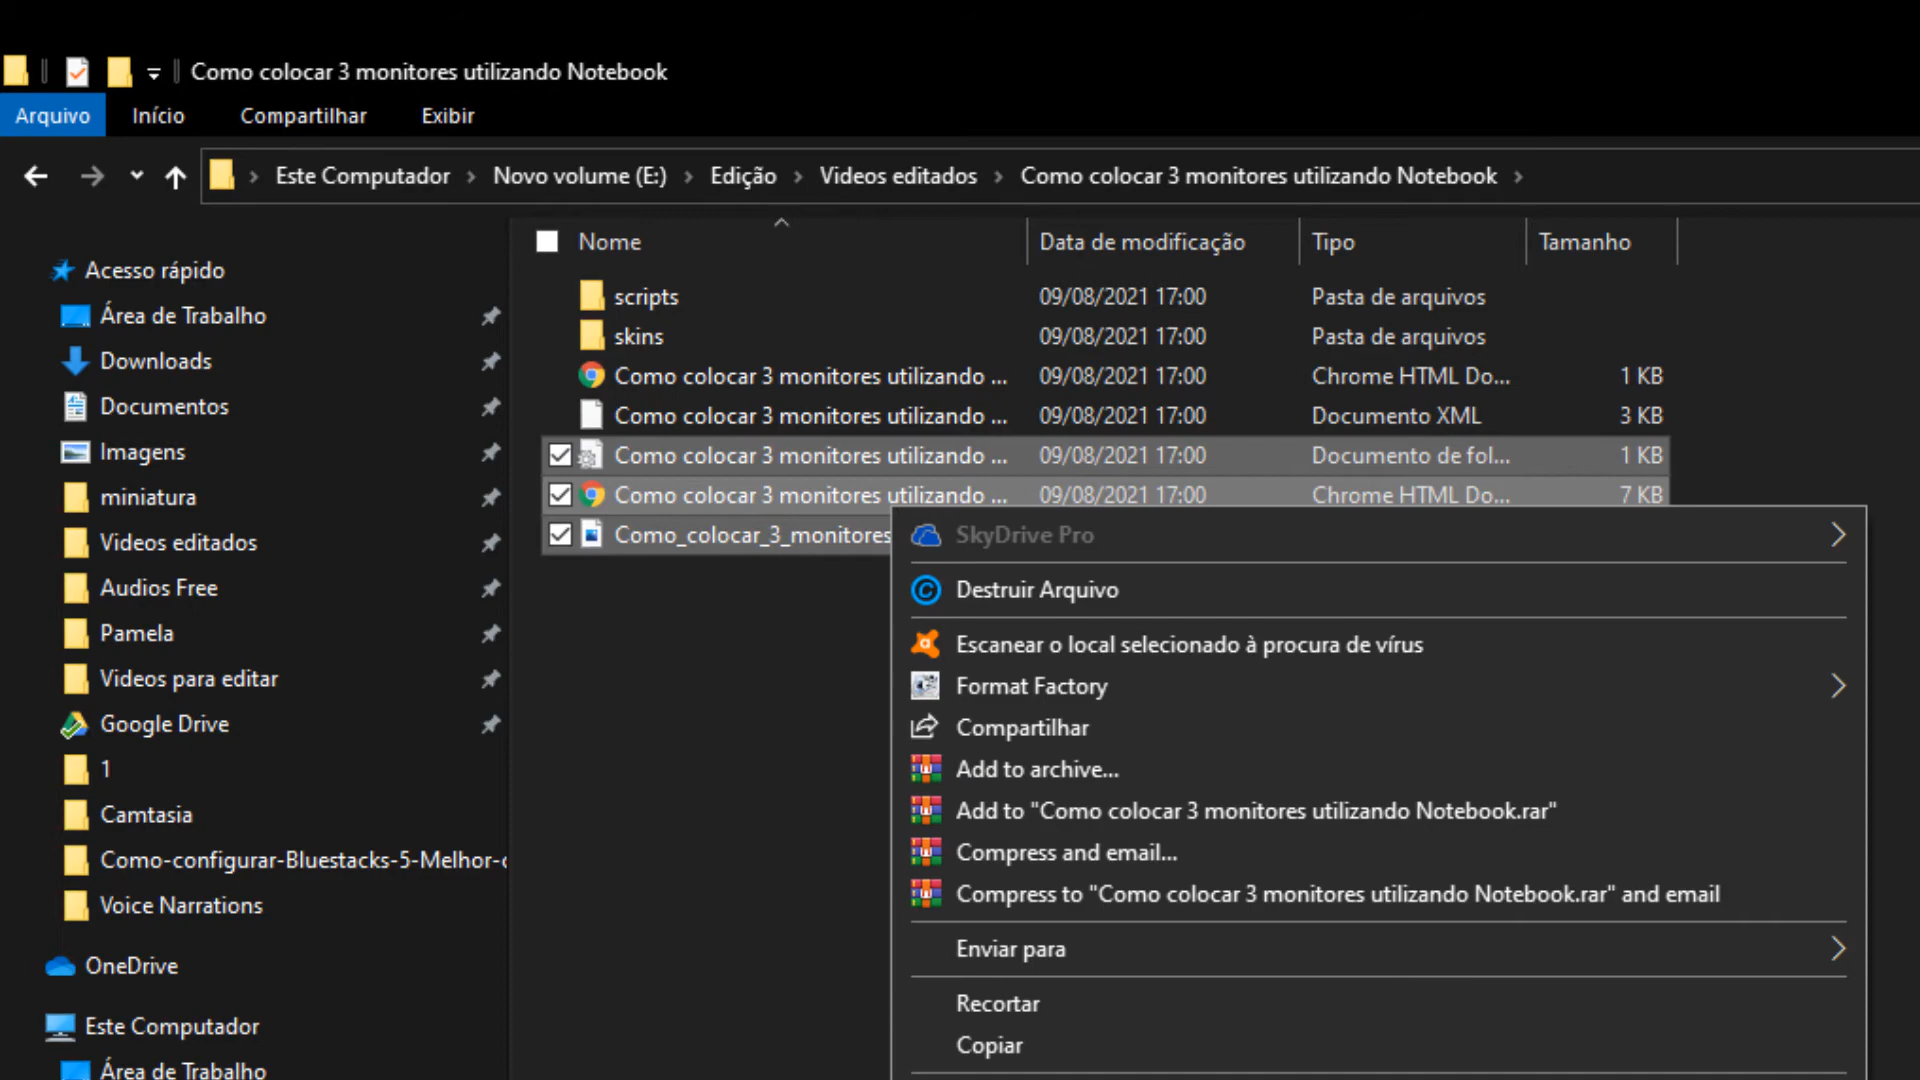 Como colocar 3 monitores utilizando Notebook
Arquivo Início Compartilhar Exibir
Este Computador Novo volume (E:) Edição Videos editados Como colocar 3 monitores utilizando Notebook
Nome Data de modificação Tipo Tamanho
scripts 09/08/2021 17:00 Pasta de arquivos
skins 09/08/2021 17:00 Pasta de arquivos
Como colocar 3 monitores utilizando ... 09/08/2021 17:00 Chrome HTML Do... 1 KB
Como colocar 3 monitores utilizando ... 09/08/2021 17:00 Documento XML 3 KB
Como colocar 3 monitores utilizando ... 09/08/2021 17:00 Documento de fol... 1 KB
Como colocar 3 monitores utilizando ... 09/08/2021 17:00 Chrome HTML Do... 7 KB
Como_colocar_3_monitores
Acesso rápido
Área de Trabalho
Downloads
Documentos
Imagens
miniatura
Videos editados
Audios Free
Pamela
Videos para editar
Google Drive
1
Camtasia
Como-configurar-Bluestacks-5-Melhor-c
Voice Narrations
OneDrive
Este Computador
Área de Trabalho
SkyDrive Pro
Destruir Arquivo
Escanear o local selecionado à procura de vírus
Format Factory
Compartilhar
Add to archive...
Add to "Como colocar 3 monitores utilizando Notebook.rar"
Compress and email...
Compress to "Como colocar 3 monitores utilizando Notebook.rar" and email
Enviar para
Recortar
Copiar